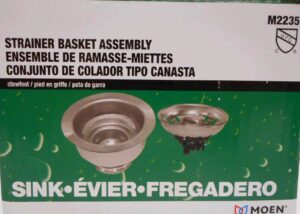 M2235
STRAINER BASKET ASSEMBLY
ENSEMBLE DE RAMASSE-MIETTES
CONJUNTO DE COLADOR TIPO CANASTA
clawfoot / pied en griffe / pata de garra
SINK•ÉVIER•FREGADERO
MOEN